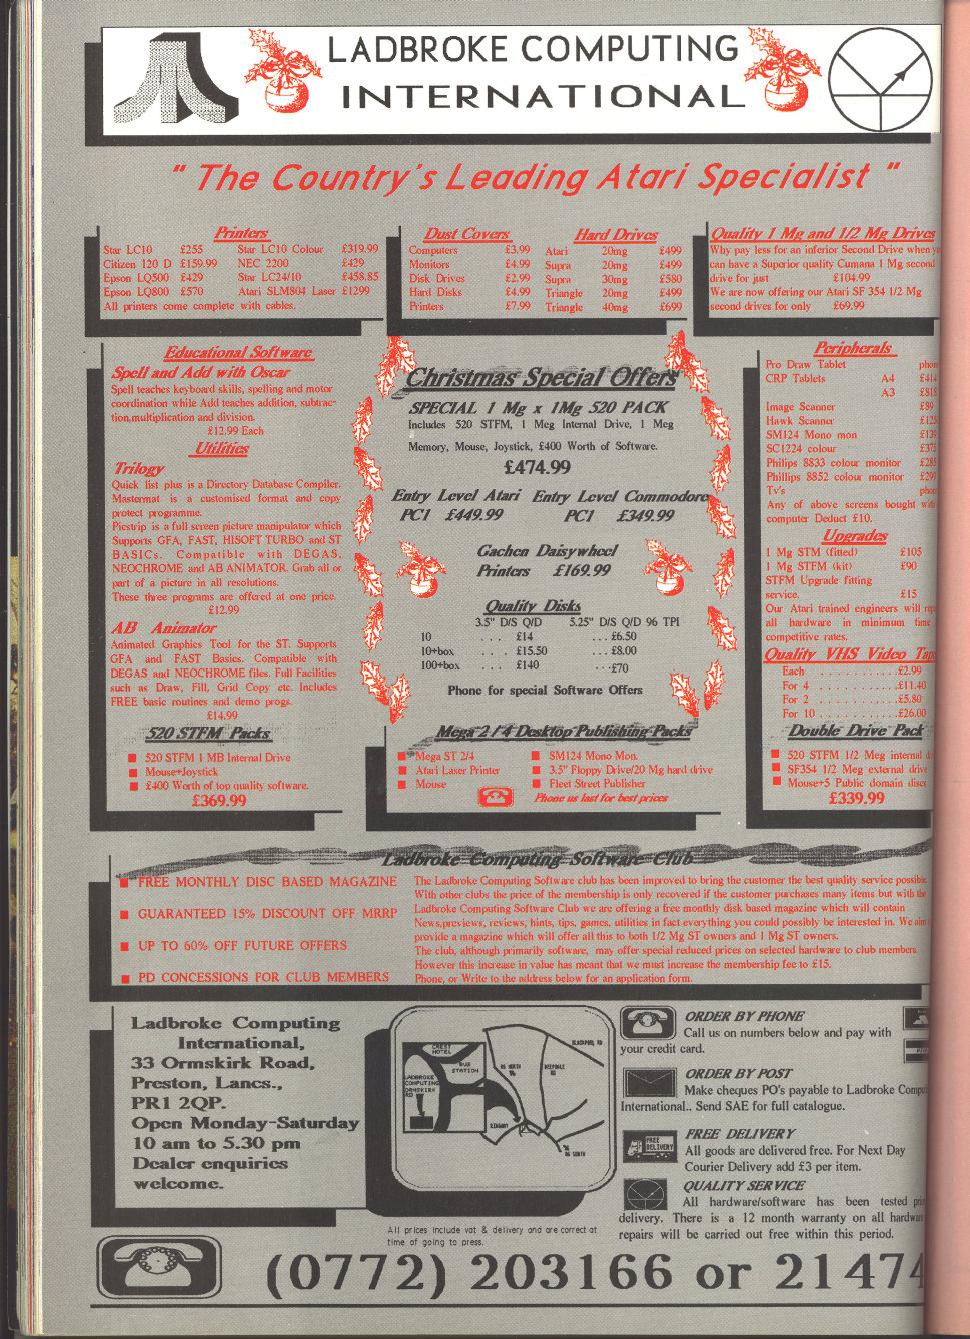 LADBROKE COMPUTING
INTERNATIONAL
" The Country's Leading Atari Specialist "
Printers
Star LC10 £255 Star LC10 Colour £319.99
Citizen 120 D £159.99 NEC 2200 £429
Epson LQ500 £429 Star LC24/10 £458.85
Epson LQ800 £570 Atari SLM804 Laser £1299
All printers come complete with cables.
Dust Covers
Computers £3.99
Monitors £4.99
Disk Drives £2.99
Hard Disks £4.99
Printers £7.99
Hard Drives
Atari 20mg £499
Supra 20mg £499
Supra 30mg £580
Triangle 20mg £499
Triangle 40mg £699
Quality 1 Mg and 1/2 Mg Drives
Why pay less for an inferior Second Drive when
can have a Superior quality Cumana 1 Mg second
drive for just £104.99
We are now offering our Atari SF 354 1/2 Mg
second drives for only £69.99
Educational Software
Spell and Add with Oscar
Spell teaches keyboard skills, spelling and motor
coordination while Add teaches addition, subtrac-
tion,multiplication and division.
£12.99 Each
Utilities
Trilogy
Quick list plus is a Directory Database Compiler.
Mastermat is a customised format and copy
protect programme.
Picstrip is a full screen picture manipulator which
Supports GFA, FAST, HISOFT TURBO and ST
BASICs. Compatible with DEGAS,
NEOCHROME and AB ANIMATOR. Grab all or
part of a picture in all resolutions.
These three programs are offered at one price.
£12.99
AB Animator
Animated Graphics Tool for the ST. Supports
GFA and FAST Basics. Compatible with
DEGAS and NEOCHROME files. Full Facilities
such as Draw, Fill, Grid Copy etc. Includes
FREE basic routines and demo progs.
£14.99
520 STFM Packs
520 STFM 1 MB Internal Drive
Mouse+Joystick
£400 Worth of top quality software.
£369.99
Christmas Special Offers
SPECIAL 1 Mg x 1Mg 520 PACK
Includes 520 STFM, 1 Meg Internal Drive, 1 Meg
Memory, Mouse, Joystick, £400 Worth of Software.
£474.99
Entry Level Atari Entry Level Commodore
PC1 £449.99 PC1 £349.99
Gachen Daisywheel
Printers £169.99
Quality Disks
3.5" D/S Q/D 5.25" D/S Q/D 96 TPI
10 . . . £14 . . . £6.50
10+box . . . £15.50 . . . £8.00
100+box . . . £140 . . . £70
Phone for special Software Offers
Mega 2/4 Desktop Publishing Packs
Mega ST 2/4 SM124 Mono Mon.
Atari Laser Printer 3.5" Floppy Drive/20 Mg hard drive
Mouse Fleet Street Publisher
Phone us last for best prices
Peripherals
Pro Draw Tablet
CRP Tablets A4
A3
Image Scanner £89
Hawk Scanner
SM124 Mono mon
SC1224 colour
Philips 8833 colour monitor
Phillips 8852 colour monitor
Tv's
Any of above screens bought with
computer Deduct £10.
Upgrades
1 Mg STM (fitted) £105
1 Mg STFM (kit) £90
STFM Upgrade fitting
service. £15
Our Atari trained engineers will
all hardware in minimum time
competitive rates.
Quality VHS Video
Each . . . . . . . . . . . £2.99
For 4 . . . . . . . . . . . £11.40
For 2 . . . . . . . . . . . £5.80
For 10 . . . . . . . . . . . £26.00
Double Drive Pack
520 STFM 1/2 Meg internal
SF354 1/2 Meg external drive
Mouse+5 Public domain discs
£339.99
Ladbroke Computing Software Club
FREE MONTHLY DISC BASED MAGAZINE
GUARANTEED 15% DISCOUNT OFF MRRP
UP TO 60% OFF FUTURE OFFERS
PD CONCESSIONS FOR CLUB MEMBERS
The Ladbroke Computing Software club has been improved to bring the customer the best quality service possible
With other clubs the price of the membership is only recovered if the customer purchases many items but with the
Ladbroke Computing Software Club we are offering a free monthly disk based magazine which will contain
News,previews, reviews, hints, tips, games, utilities in fact everything you could possibly be interested in. We aim
provide a magazine which will offer all this to both 1/2 Mg ST owners and 1 Mg ST owners.
The club, although primarily software, may offer special reduced prices on selected hardware to club members
However this increase in value has meant that we must increase the membership fee to £15.
Phone, or Write to the address below for an application form.
Ladbroke Computing
International,
33 Ormskirk Road,
Preston, Lancs.,
PR1 2QP.
Open Monday-Saturday
10 am to 5.30 pm
Dealer enquiries
welcome.
CREST
HOTEL
BUS
STATION
LADBROKE
COMPUTING
ORMSKIRK
RD
M6 NORTH
DEEPDALE
RD
BLACKPOOL RD
RINGWAY
M6 SOUTH
All prices include vat & delivery and are correct at
time of going to press.
ORDER BY PHONE
Call us on numbers below and pay with
your credit card.
ORDER BY POST
Make cheques PO's payable to Ladbroke
International.. Send SAE for full catalogue.
FREE DELIVERY
FREE DELIVERY
All goods are delivered free. For Next Day
Courier Delivery add £3 per item.
QUALITY SERVICE
All hardware/software has been tested
delivery. There is a 12 month warranty on all hardware
repairs will be carried out free within this period.
(0772) 203166 or 21474